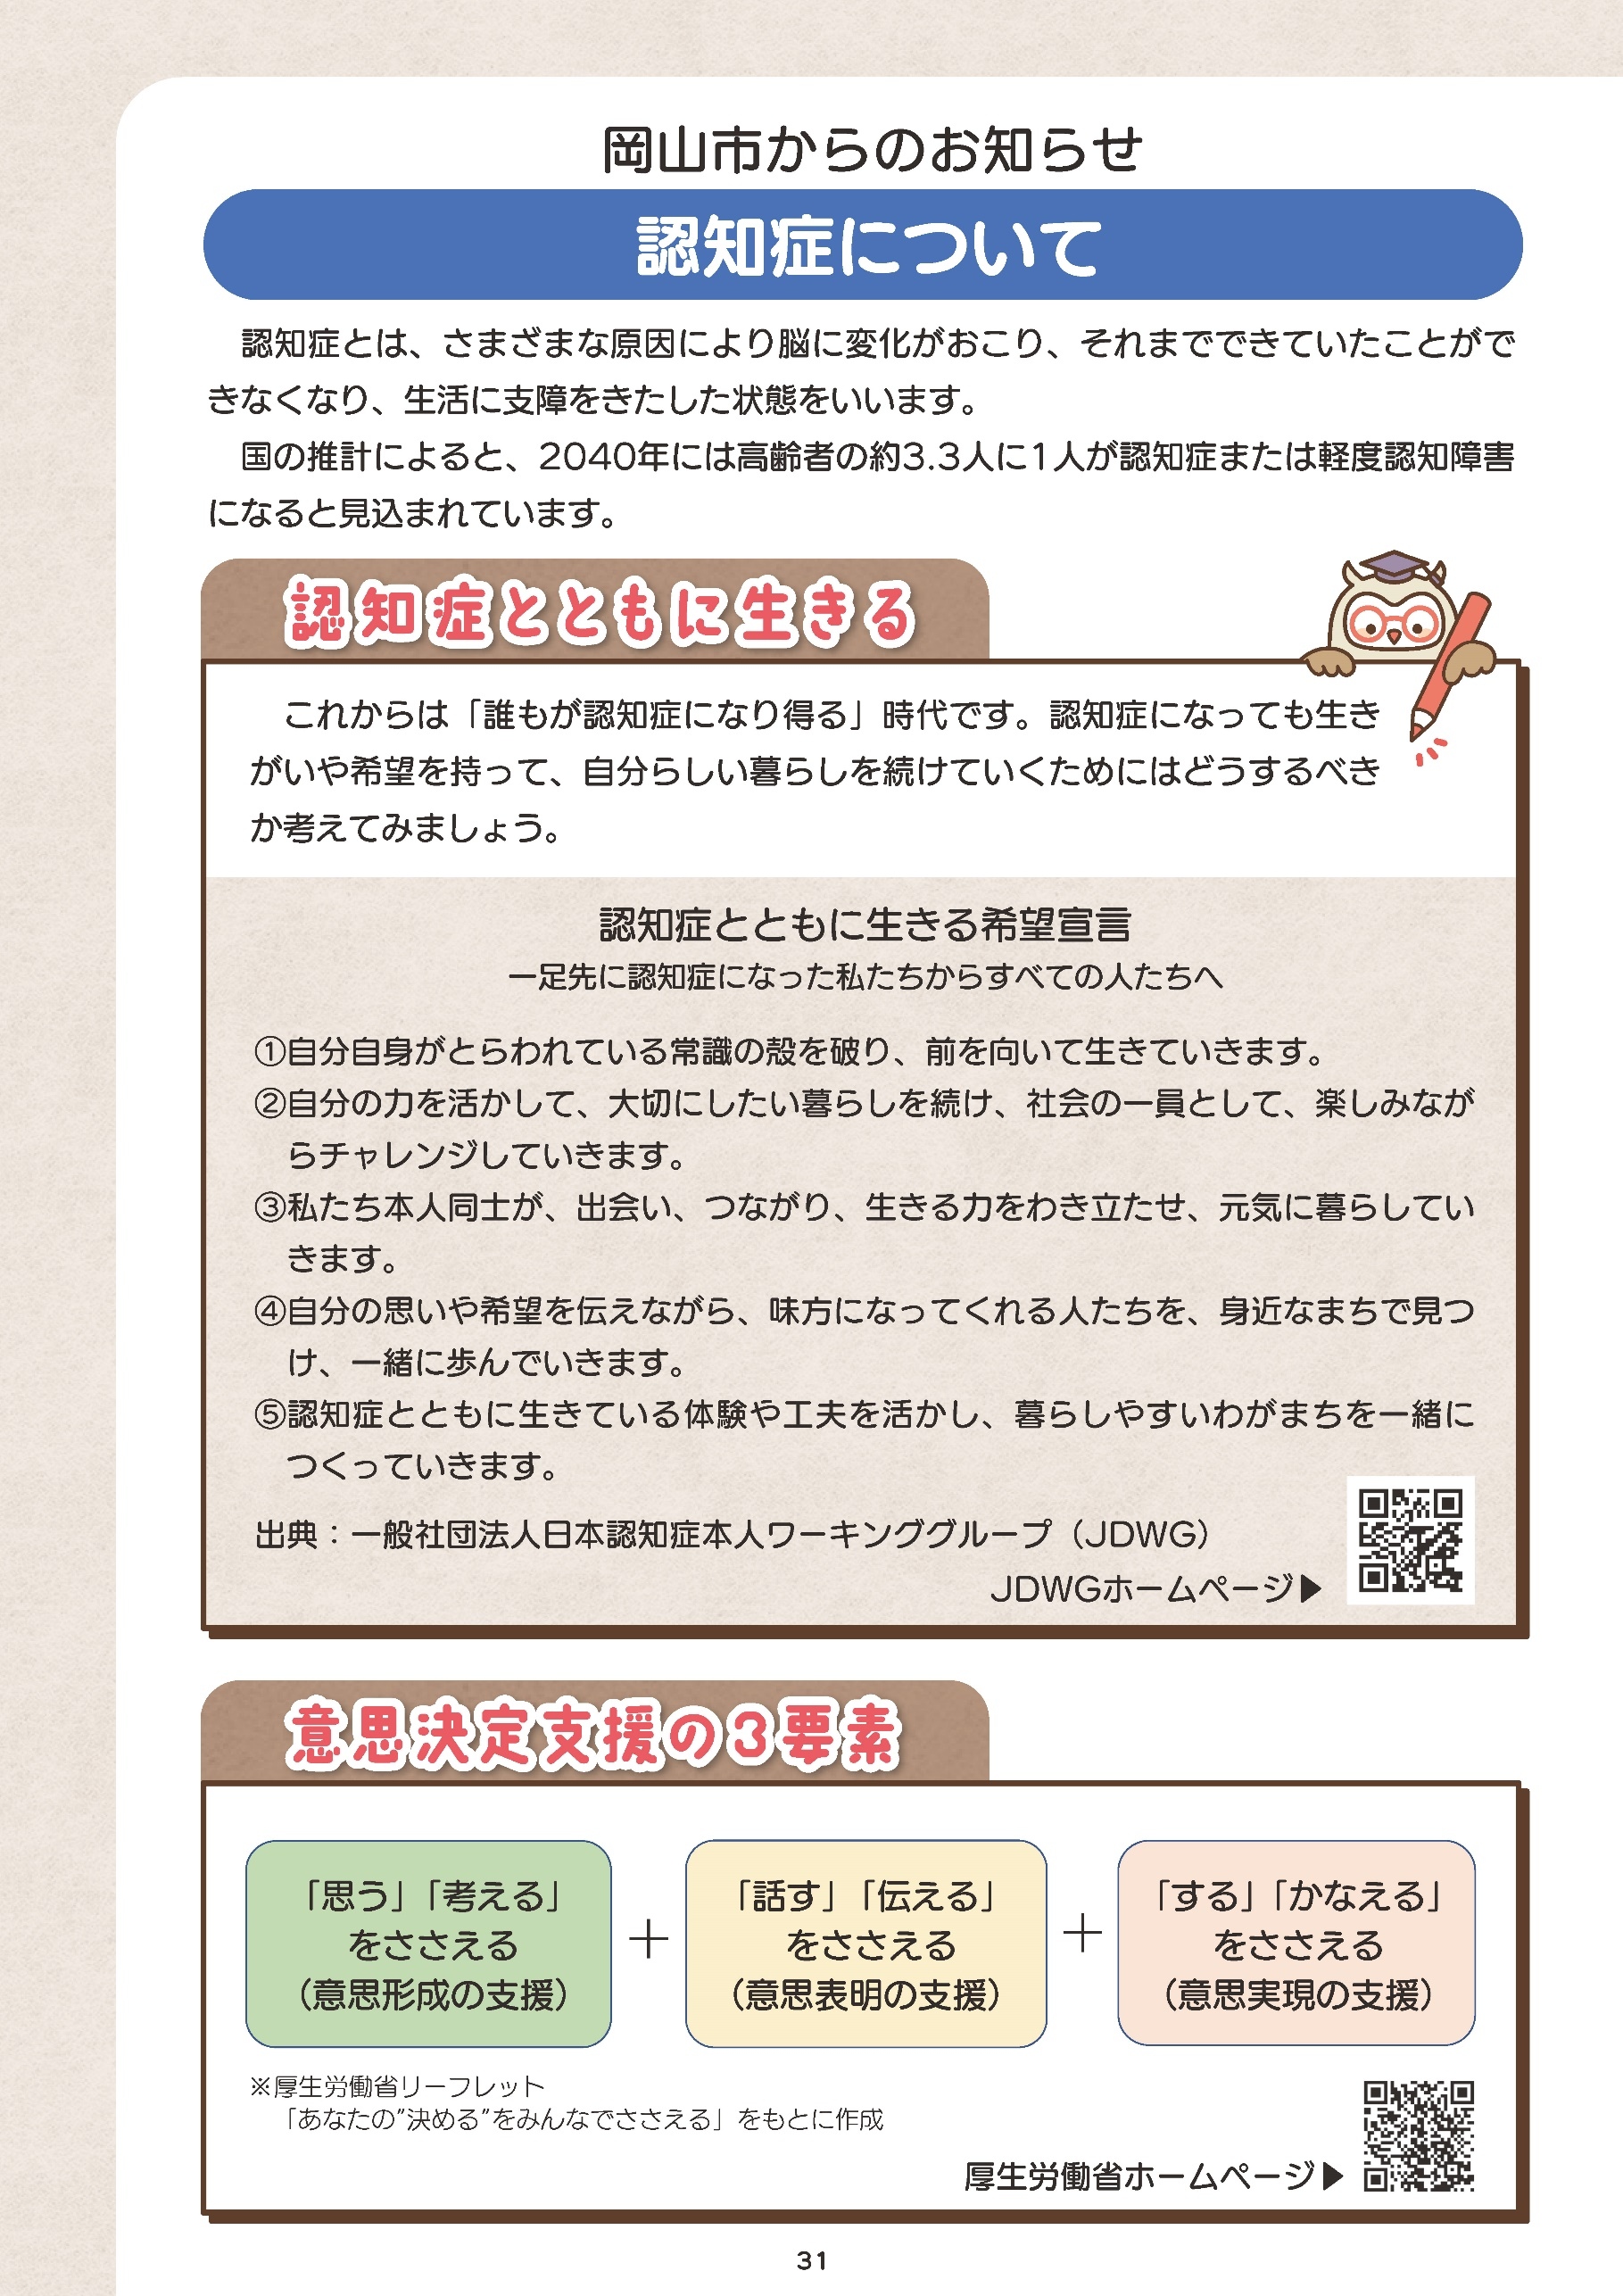 岡山市からのお知らせ
認知症について
認知症とは、さまざまな原因により脳に変化がおこり、それまでできていたことがで
きなくなり、生活に支障をきたした状態をいいます。
国の推計によると、2040年には高齢者の約3.3人に1人が認知症または軽度認知障害
になると見込まれています。
認知症とともに生きる
これからは「誰もが認知症になり得る」時代です。認知症になっても生き
がいや希望を持って、自分らしい暮らしを続けていくためにはどうするべき
か考えてみましょう。
認知症とともに生きる希望宣言
一足先に認知症になった私たちからすべての人たちへ
①自分自身がとらわれている常識の殻を破り、前を向いて生きていきます。
②自分の力を活かして、大切にしたい暮らしを続け、社会の一員として、楽しみなが
らチャレンジしていきます。
③私たち本人同士が、出会い、つながり、生きる力をわき立たせ、元気に暮らしてい
きます。
④自分の思いや希望を伝えながら、味方になってくれる人たちを、身近なまちで見つ
け、一緒に歩んでいきます。
⑤認知症とともに生きている体験や工夫を活かし、暮らしやすいわがまちを一緒に
つくっていきます。
出典：一般社団法人日本認知症本人ワーキンググループ（JDWG）
JDWGホームページ▶
意思決定支援の3要素
「思う」「考える」
をささえる
（意思形成の支援）
＋
「話す」「伝える」
をささえる
（意思表明の支援）
＋
「する」「かなえる」
をささえる
（意思実現の支援）
※厚生労働省リーフレット
「あなたの"決める"をみんなでささえる」をもとに作成
厚生労働省ホームページ▶
31